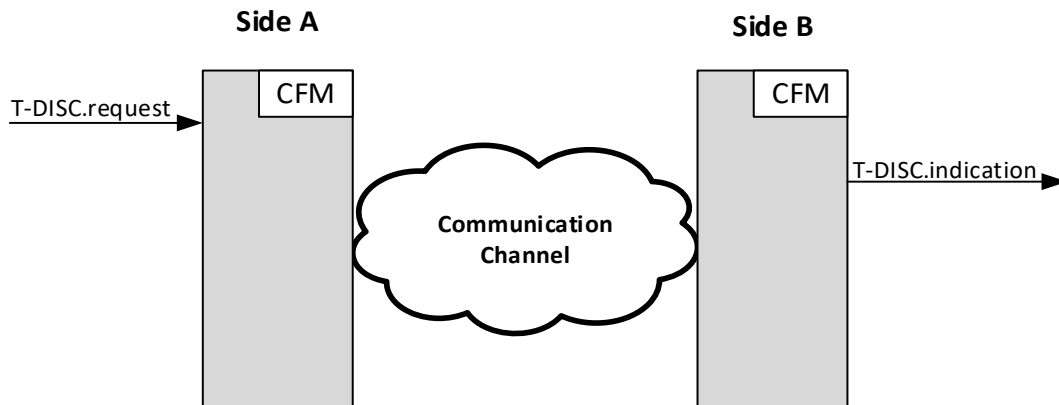 Side A
Side B
CFM
CFM
T-DISC.request
T-DISC.indication
Communication
Channel